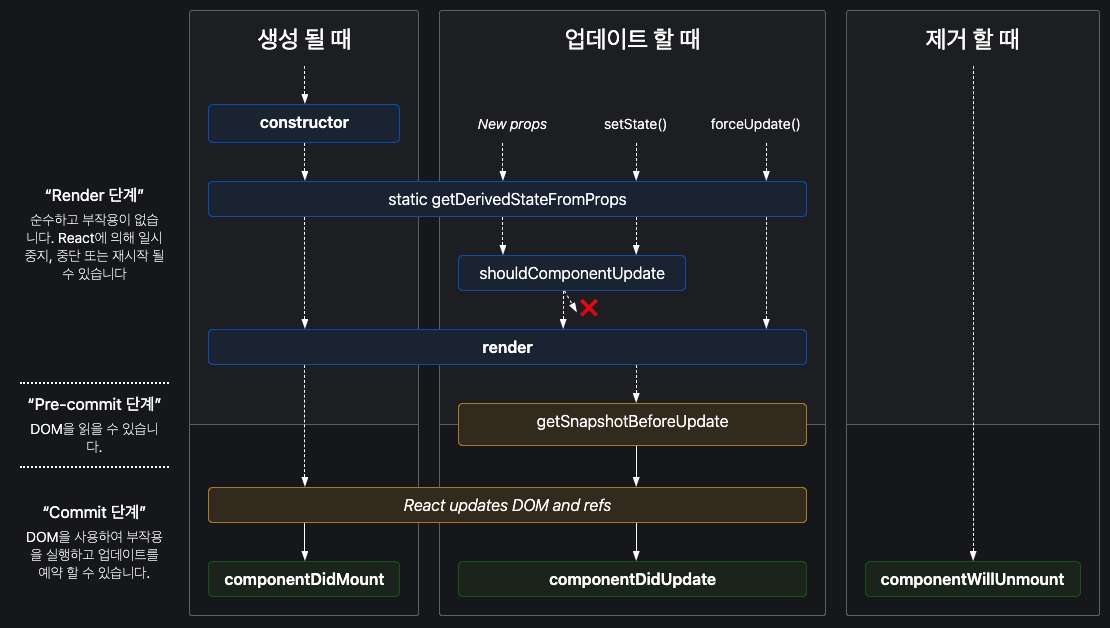 생성 될 때
업데이트 할 때
제거 할 때
constructor
New props
setState()
forceUpdate()
“Render 단계”
순수하고 부작용이 없습
니다. React에 의해 일시
중지, 중단 또는 재시작 될
수 있습니다
static getDerivedStateFromProps
shouldComponentUpdate
render
“Pre-commit 단계”
DOM을 읽을 수 있습니
다.
getSnapshotBeforeUpdate
“Commit 단계”
DOM을 사용하여 부작용
을 실행하고 업데이트를
예약 할 수 있습니다.
React updates DOM and refs
componentDidMount
componentDidUpdate
componentWillUnmount